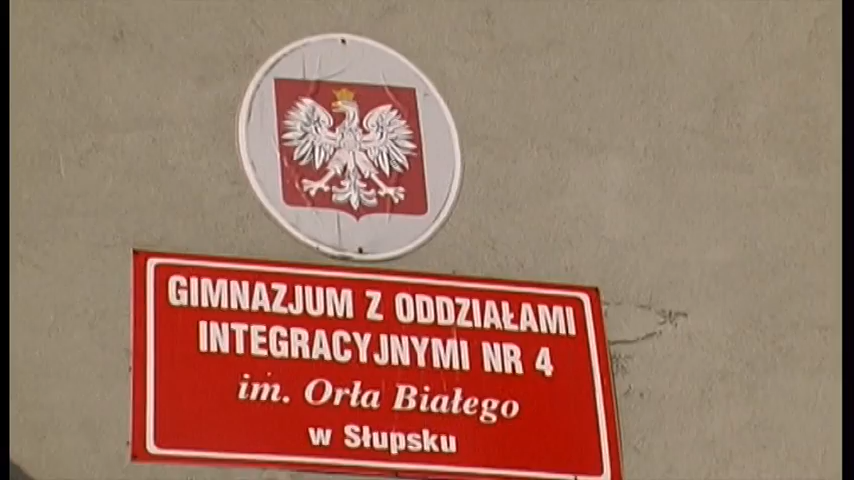 GIMNAZJUM Z ODDZIAŁAMI
INTEGRACYJNYMI NR 4
im. Orła Białego
w Słupsku